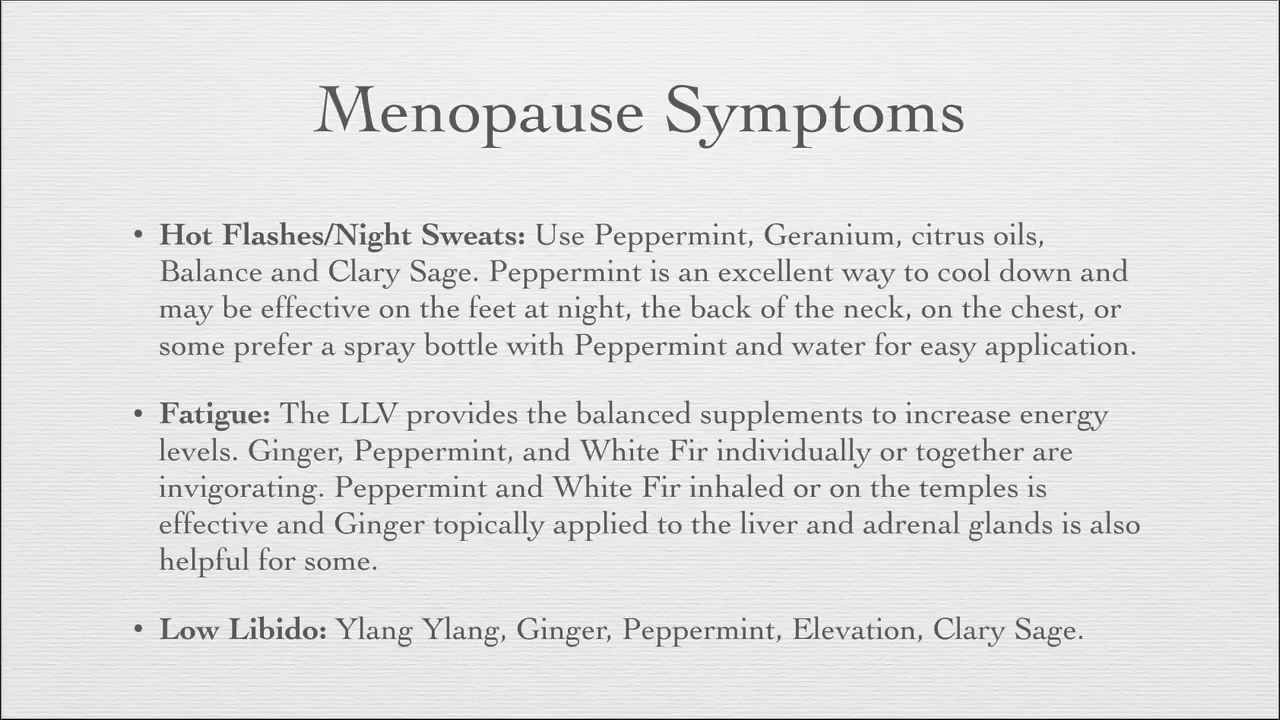 Menopause Symptoms
• Hot Flashes/Night Sweats: Use Peppermint, Geranium, citrus oils,
Balance and Clary Sage. Peppermint is an excellent way to cool down and
may be effective on the feet at night, the back of the neck, on the chest, or
some prefer a spray bottle with Peppermint and water for easy application.
• Fatigue: The LLV provides the balanced supplements to increase energy
levels. Ginger, Peppermint, and White Fir individually or together are
invigorating. Peppermint and White Fir inhaled or on the temples is
effective and Ginger topically applied to the liver and adrenal glands is also
helpful for some.
• Low Libido: Ylang Ylang, Ginger, Peppermint, Elevation, Clary Sage.